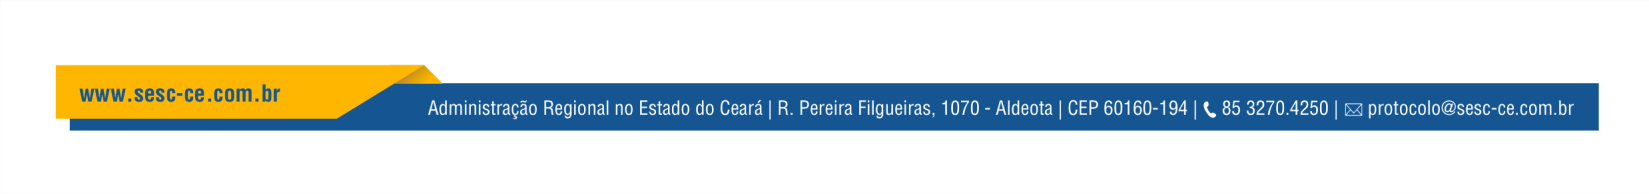 www.sesc-ce.com.br
Administração Regional no Estado do Ceará | R. Pereira Filgueiras, 1070 - Aldeota | CEP 60160-194 | 85 3270.4250 | protocolo@sesc-ce.com.br